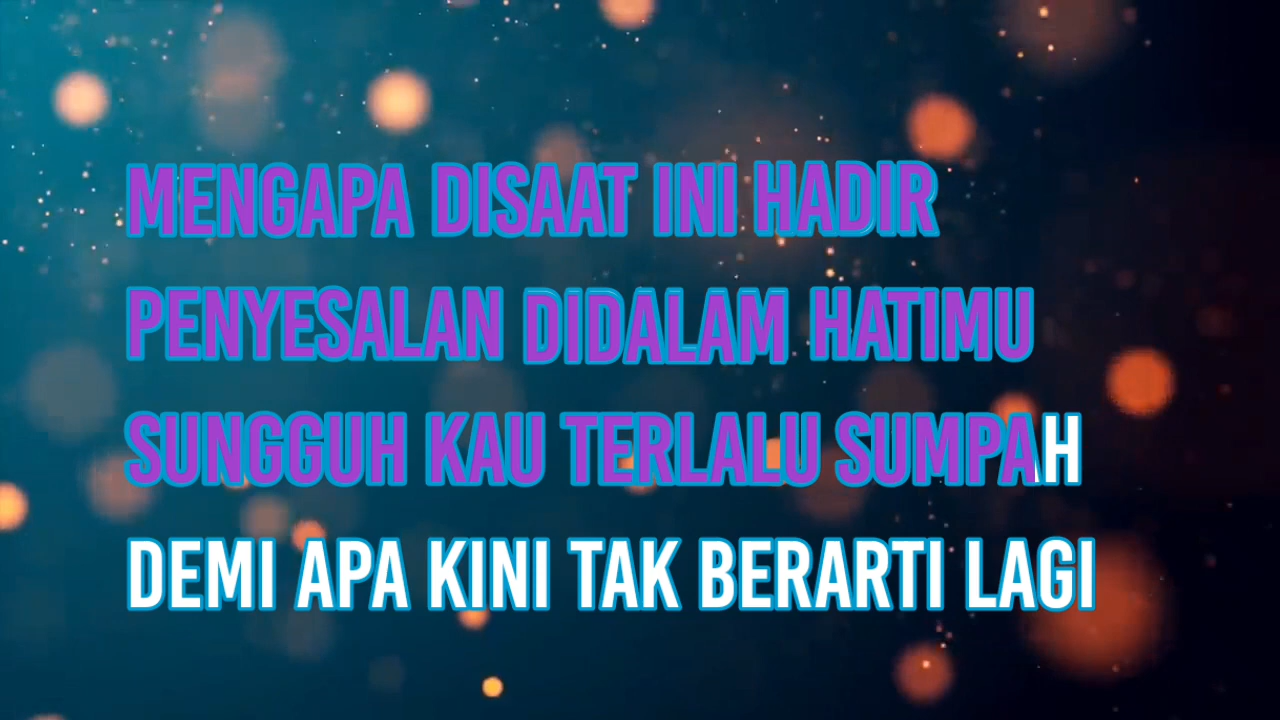 MENGAPA DISAAT INI HADIR
PENYESALAN DIDALAM HATIMU
SUNGGUH KAU TERLALU SUMPAH
DEMI APA KINI TAK BERARTI LAGI